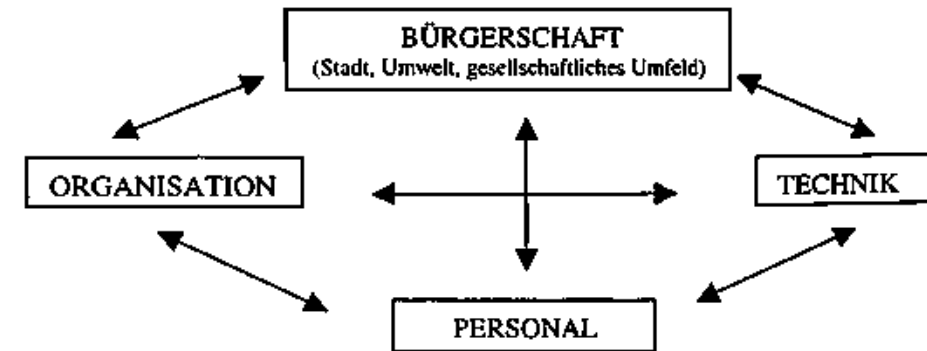 BÜRGERSCHAFT
(Stadt, Umwelt, gesellschaftliches Umfeld)
ORGANISATION
TECHNIK
PERSONAL